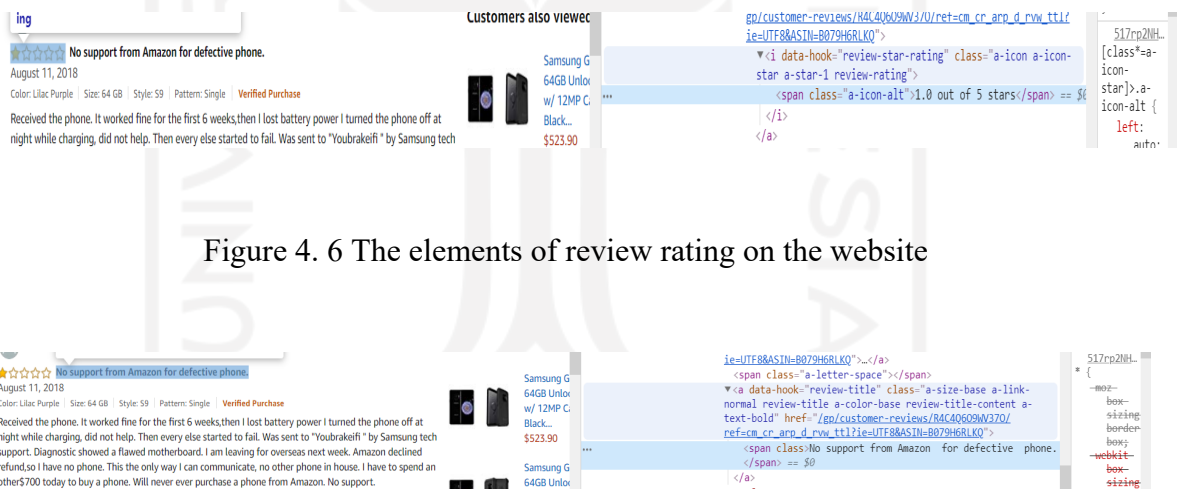 ing
Customers also viewed
No support from Amazon for defective phone.
August 11, 2018
Color: Lilac Purple | Size: 64 GB | Style: S9 | Pattern: Single | Verified Purchase
Received the phone. It worked fine for the first 6 weeks,then I lost battery power I turned the phone off at
night while charging, did not help. Then every else started to fail. Was sent to "Youbrakeifi " by Samsung tech
Samsung G
64GB Unloc
w/ 12MP Ca
Black...
$523.90
gp/customer-reviews/R4C4Q6O9WV37O/ref=cm_cr_arp_d_rvw_ttl?
ie=UTF8&ASIN=B079H6RLKQ">
▼<i data-hook="review-star-rating" class="a-icon a-icon-
star a-star-1 review-rating">
... <span class="a-icon-alt">1.0 out of 5 stars</span> == $0
</i>
</a>
517rp2NH…
[class*=a-
icon-
star]>.a-
icon-alt {
left:
auto;
Figure 4. 6 The elements of review rating on the website
No support from Amazon for defective phone.
August 11, 2018
Color: Lilac Purple | Size: 64 GB | Style: S9 | Pattern: Single | Verified Purchase
Received the phone. It worked fine for the first 6 weeks,then I lost battery power I turned the phone off at
night while charging, did not help. Then every else started to fail. Was sent to "Youbrakeifi " by Samsung tech
support. Diagnostic showed a flawed motherboard. I am leaving for overseas next week. Amazon declined
refund,so I have no phone. This the only way I can communicate, no other phone in house. I have to spend an
other$700 today to buy a phone. Will never ever purchase a phone from Amazon. No support.
Samsung G
64GB Unloc
w/ 12MP Ca
Black...
$523.90
Samsung G
64GB Unloc
ie=UTF8&ASIN=B079H6RLKQ">…</a>
<span class="a-letter-space"></span>
▼<a data-hook="review-title" class="a-size-base a-link-
normal review-title a-color-base review-title-content a-
text-bold" href="/gp/customer-reviews/R4C4Q6O9WV37O/
ref=cm_cr_arp_d_rvw_ttl?ie=UTF8&ASIN=B079H6RLKQ">
... <span class>No support from Amazon for defective phone.
</span> == $0
</a>
517rp2NH…
* {
-moz-
box-
sizing
border-
box;
-webkit-
box-
sizing